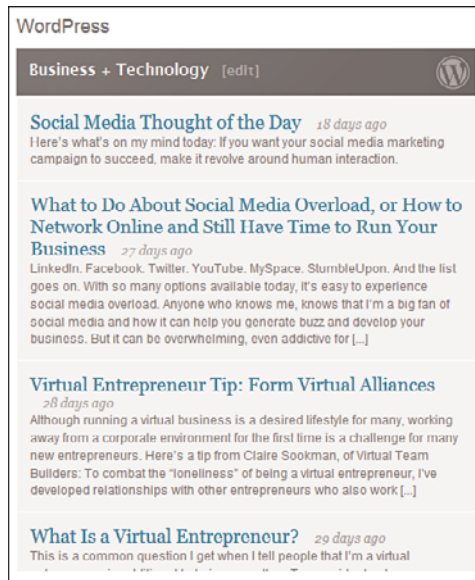 WordPress
Business + Technology [edit]
Social Media Thought of the Day 18 days ago
Here's what's on my mind today: If you want your social media marketing
campaign to succeed, make it revolve around human interaction.
What to Do About Social Media Overload, or How to
Network Online and Still Have Time to Run Your
Business 27 days ago
LinkedIn. Facebook. Twitter. YouTube. MySpace. StumbleUpon. And the list
goes on. With so many options available today, it's easy to experience
social media overload. Anyone who knows me, knows that I'm a big fan of
social media and how it can help you generate buzz and develop your
business. But it can be overwhelming, even addictive for [...]
Virtual Entrepreneur Tip: Form Virtual Alliances
28 days ago
Although running a virtual business is a desired lifestyle for many, working
away from a corporate environment for the first time is a challenge for many
new entrepreneurs. Here's a tip from Claire Sookman, of Virtual Team
Builders: To combat the "loneliness" of being a virtual entrepreneur, I've
developed relationships with other entrepreneurs who also work [...]
What Is a Virtual Entrepreneur? 29 days ago
This is a common question I get when I tell people that I'm a virtual